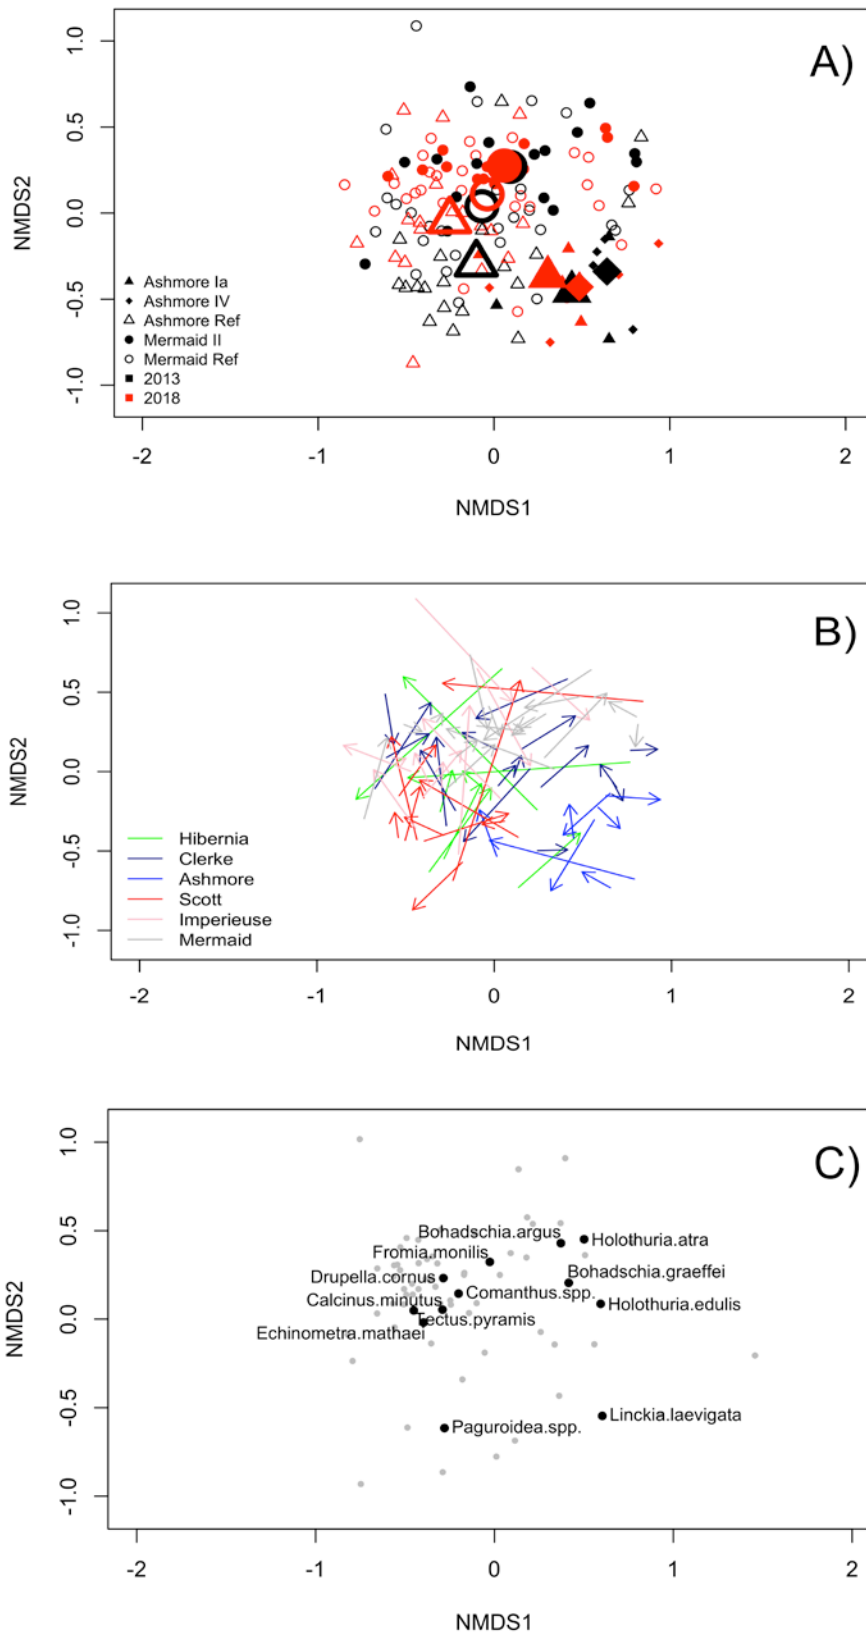 A)
1.0
0.5
0.0
-0.5
-1.0
NMDS2
Ashmore Ia
Ashmore IV
Ashmore Ref
Mermaid II
Mermaid Ref
2013
2018
-2 -1 0 1 2
NMDS1
B)
1.0
0.5
0.0
-0.5
-1.0
NMDS2
Hibernia
Clerke
Ashmore
Scott
Imperieuse
Mermaid
-2 -1 0 1 2
NMDS1
C)
1.0
0.5
0.0
-0.5
-1.0
NMDS2
Bohadschia.argus
Holothuria.atra
Fromia.monilis
Drupella.cornus
Bohadschia.graeffei
Calcinus.minutus
Comanthus.spp.
Holothuria.edulis
Tectus.pyramis
Echinometra.mathaei
Linckia.laevigata
Paguroidea.spp.
-2 -1 0 1 2
NMDS1